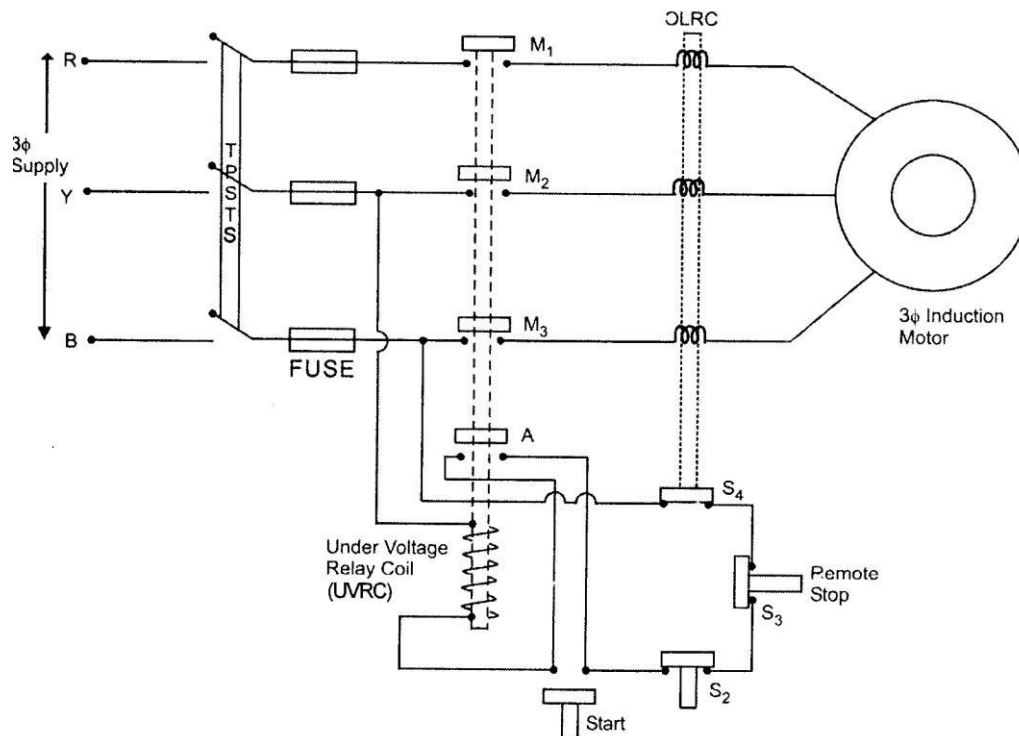 OLRC
M1
R
3ϕ
Supply
TPSTS
M2
Y
M3
B
FUSE
3ϕ Induction
Motor
A
S4
Under Voltage
Relay Coil
(UVRC)
Remote
Stop
S3
S2
Start